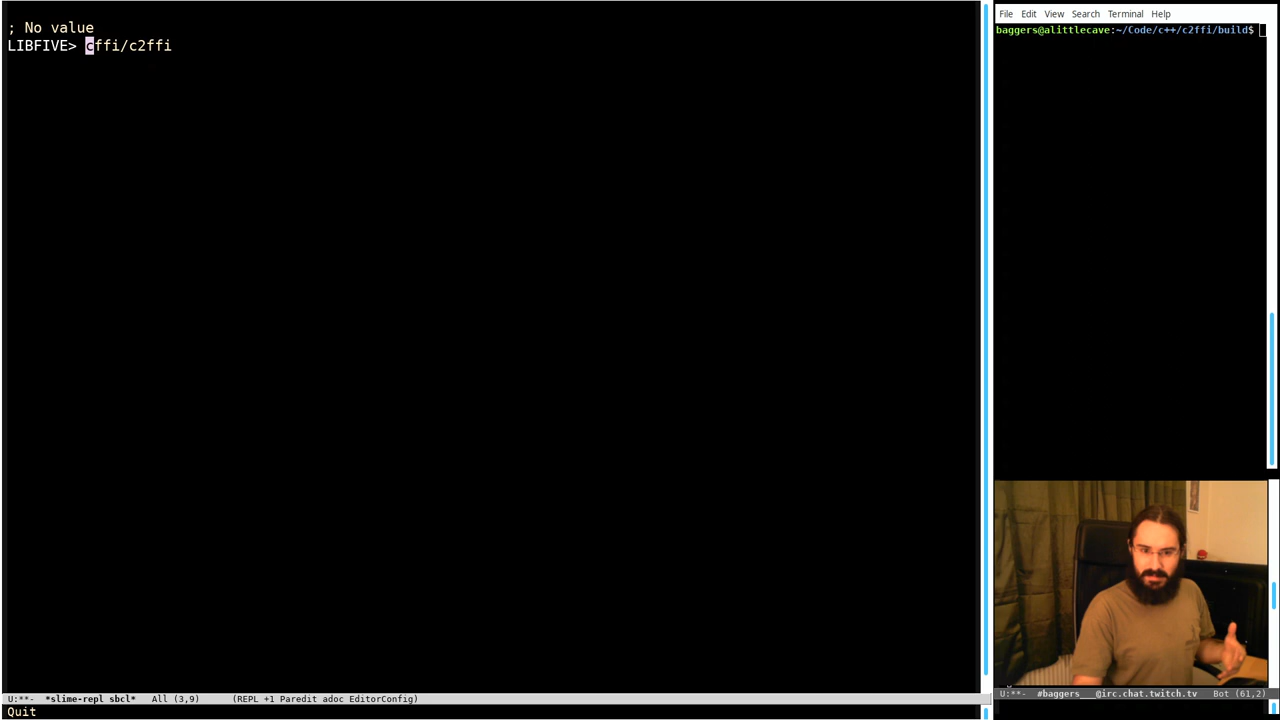 ; No value
LIBFIVE> cffi/c2ffi
U:**-  *slime-repl sbcl*   All (3,9)      (REPL +1 Paredit adoc EditorConfig)
Quit
File Edit View Search Terminal Help
baggers@alittlecave:~/Code/c++/c2ffi/build$
U:**-  #baggers___@irc.chat.twitch.tv   Bot (61,2)